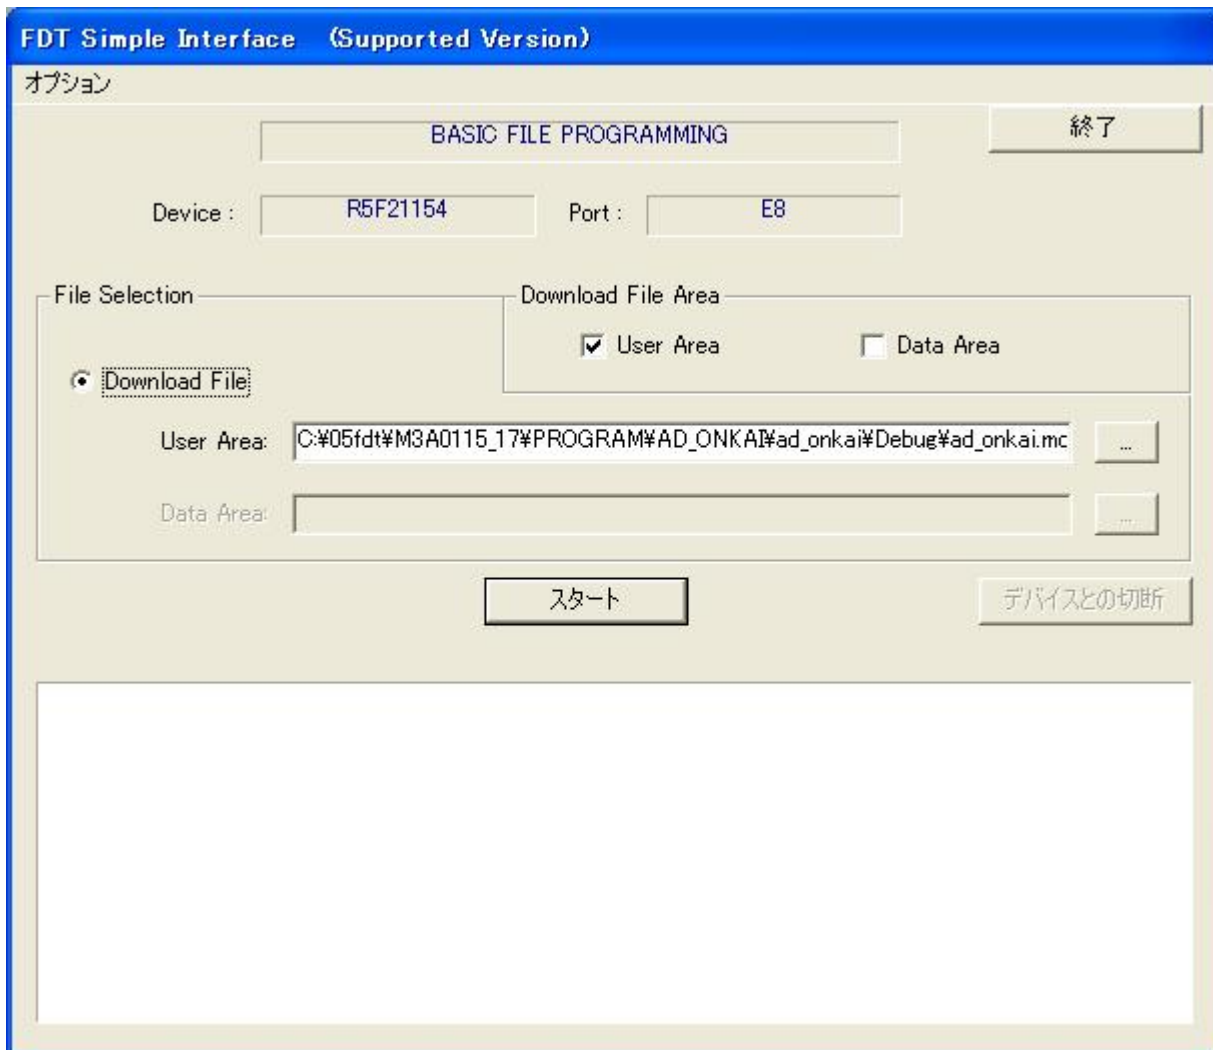 FDT Simple Interface (Supported Version)
オプション
BASIC FILE PROGRAMMING
終了
Device : R5F21154 Port : E8
File Selection
Download File Area
User Area
Data Area
Download File
User Area: C:¥05fdt¥M3A0115_17¥PROGRAM¥AD_ONKAI¥ad_onkai¥Debug¥ad_onkai.mo ...
Data Area: ...
スタート
デバイスとの切断